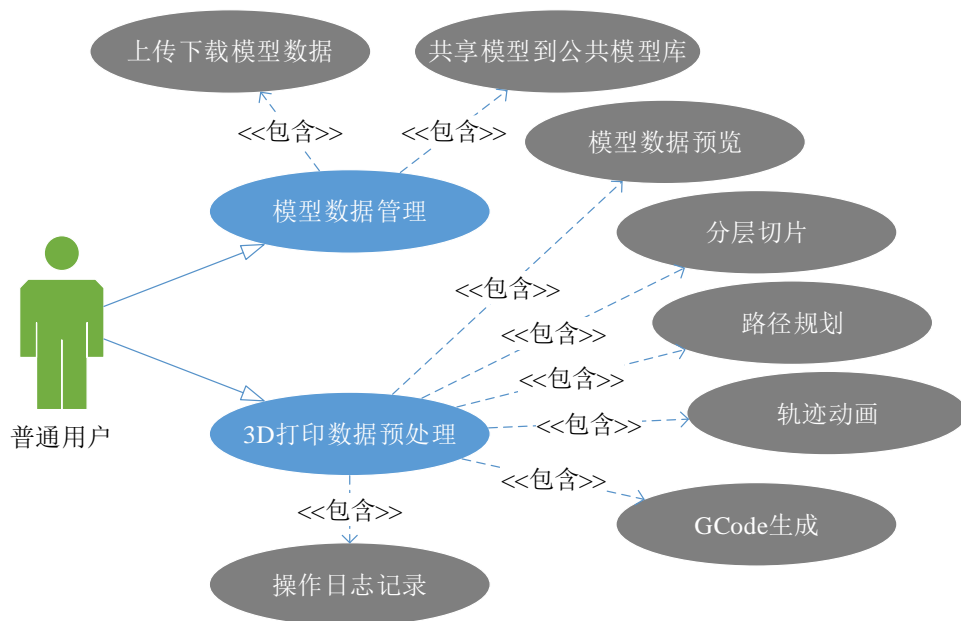 上传下载模型数据
共享模型到公共模型库
<<包含>>
<<包含>>
模型数据预览
模型数据管理
分层切片
<<包含>>
路径规划
<<包含>>
<<包含>>
轨迹动画
普通用户
3D打印数据预处理
<<包含>>
<<包含>>
<<包含>>
GCode生成
操作日志记录